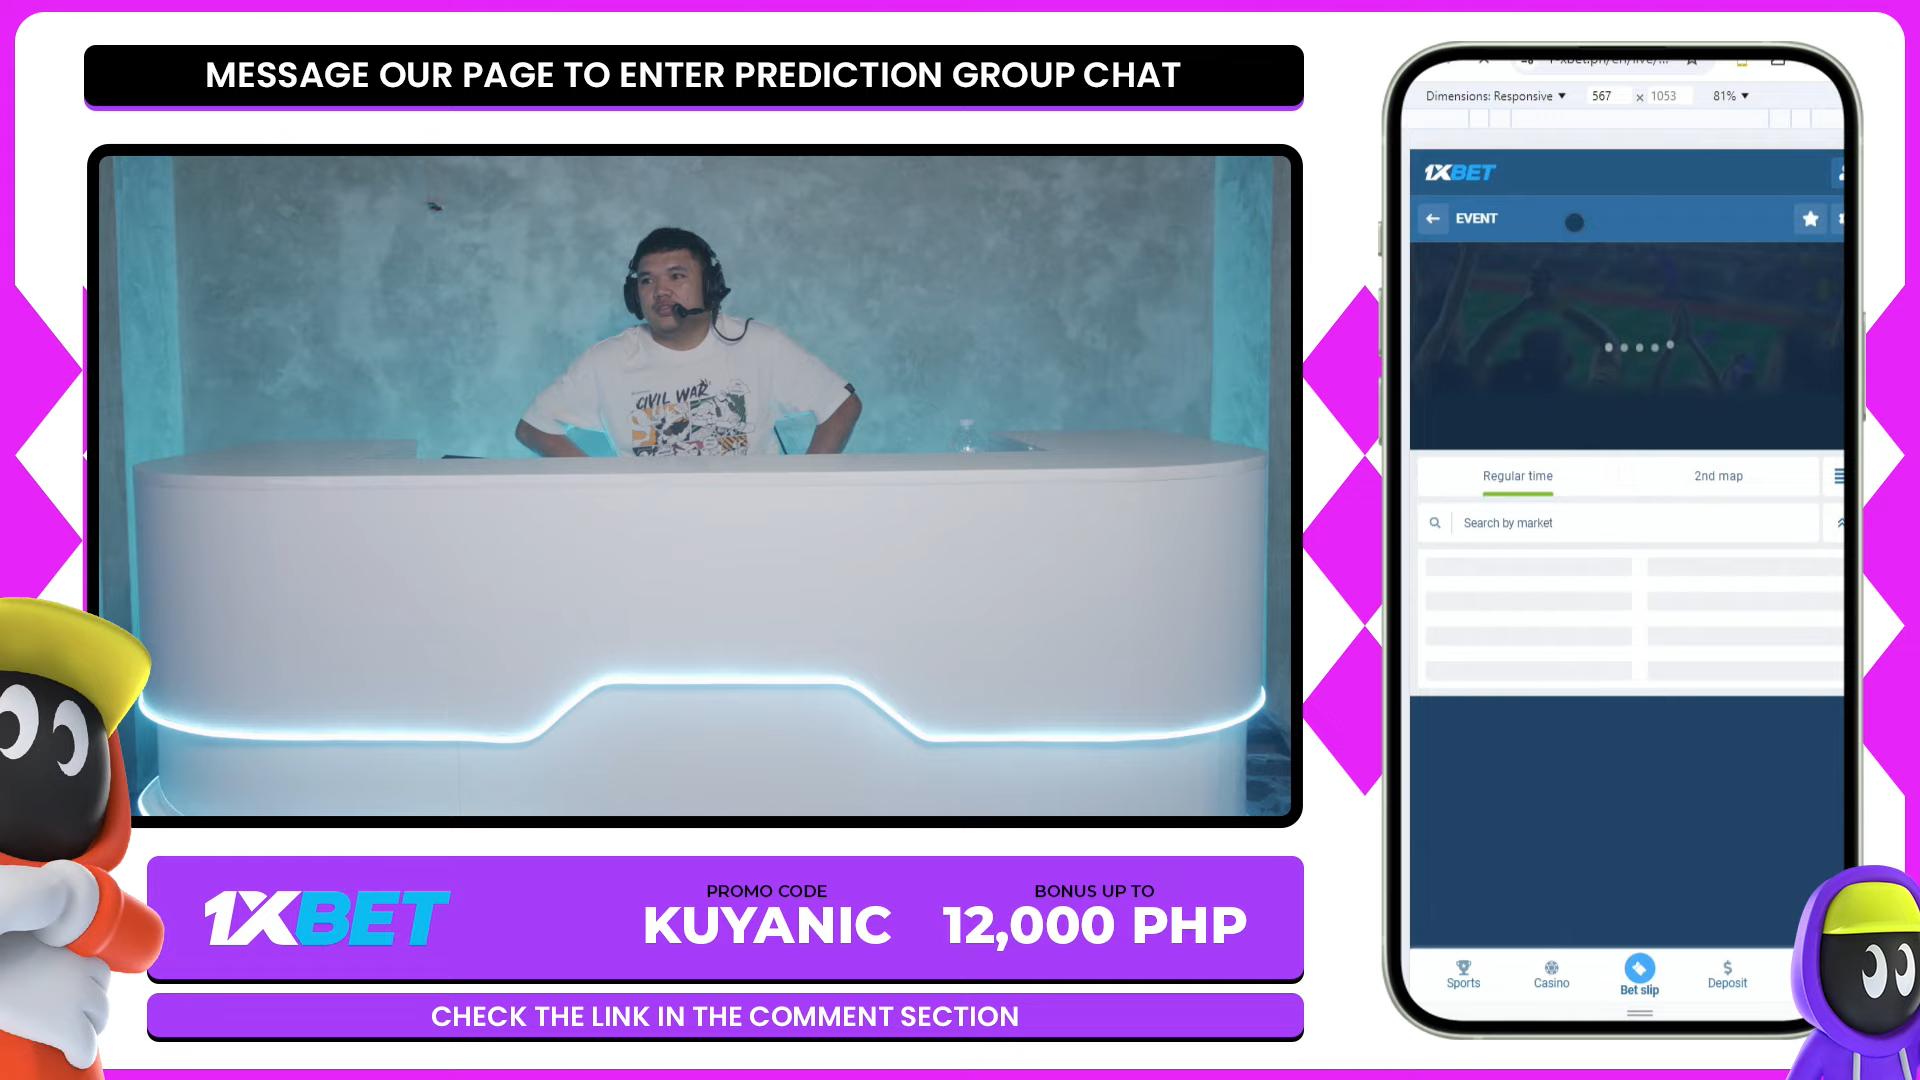 MESSAGE OUR PAGE TO ENTER PREDICTION GROUP CHAT
CIVIL WAR
1XBET
PROMO CODE
KUYANIC
BONUS UP TO
12,000 PHP
CHECK THE LINK IN THE COMMENT SECTION
Dimensions: Responsive
567 x 1053
81%
1XBET
EVENT
Regular time
2nd map
Search by market
Sports
Casino
Bet slip
Deposit